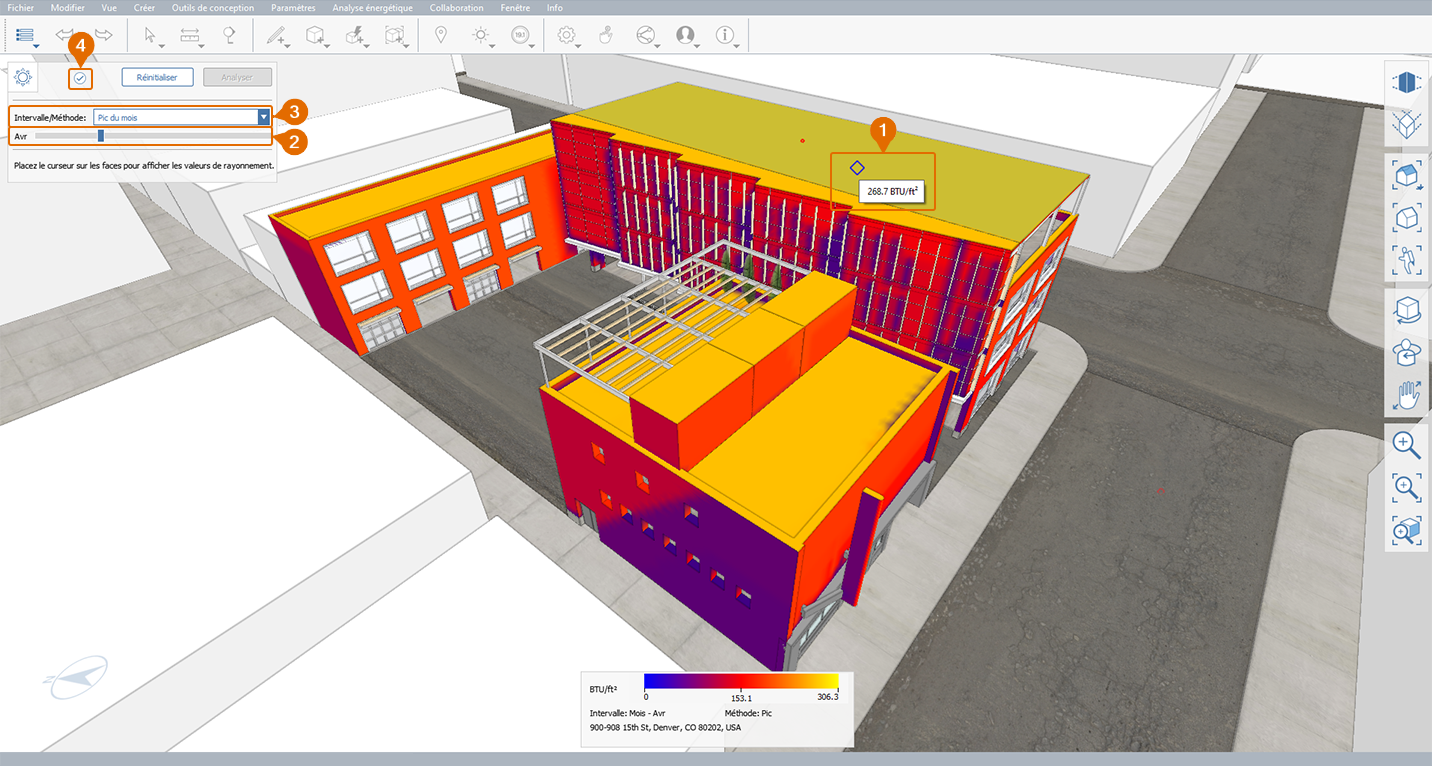 Fichier Modifier Vue Créer Outils de conception Paramètres Analyse énergétique Collaboration Fenêtre Info
19.1
4
Réinitialiser Analyser
Intervalle/Méthode: Pic du mois
3
Avr
2
Placez le curseur sur les faces pour afficher les valeurs de rayonnement.
1
268.7 BTU/ft²
BTU/ft²
0 153.1 306.3
Intervalle: Mois - Avr Méthode: Pic
900-908 15th St, Denver, CO 80202, USA